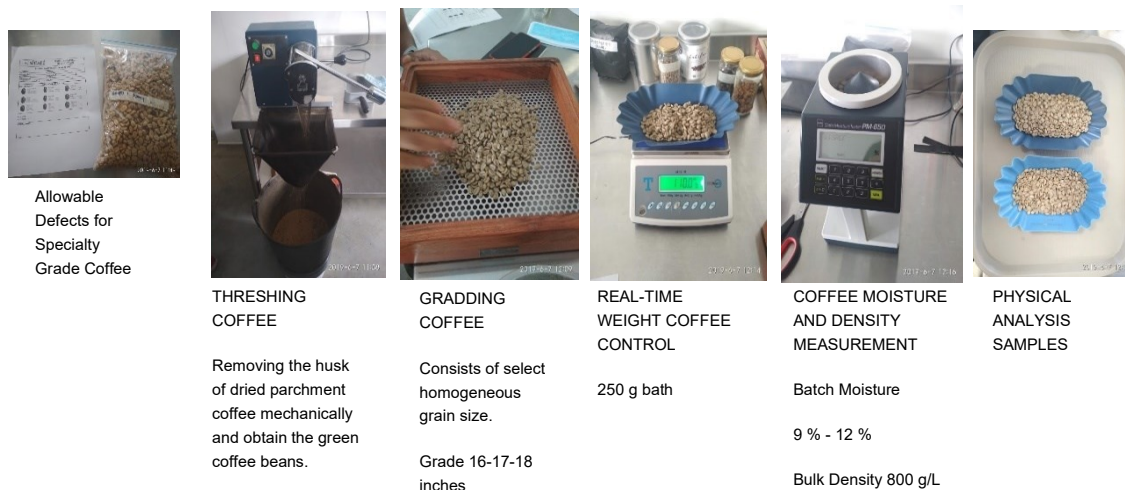 Allowable
Defects for
Specialty
Grade Coffee
THRESHING
COFFEE
Removing the husk
of dried parchment
coffee mechanically
and obtain the green
coffee beans.
GRADDING
COFFEE
Consists of select
homogeneous
grain size.
Grade 16-17-18
inches
REAL-TIME
WEIGHT COFFEE
CONTROL
250 g bath
COFFEE MOISTURE
AND DENSITY
MEASUREMENT
Batch Moisture
9 % - 12 %
Bulk Density 800 g/L
PHYSICAL
ANALYSIS
SAMPLES
PM-650